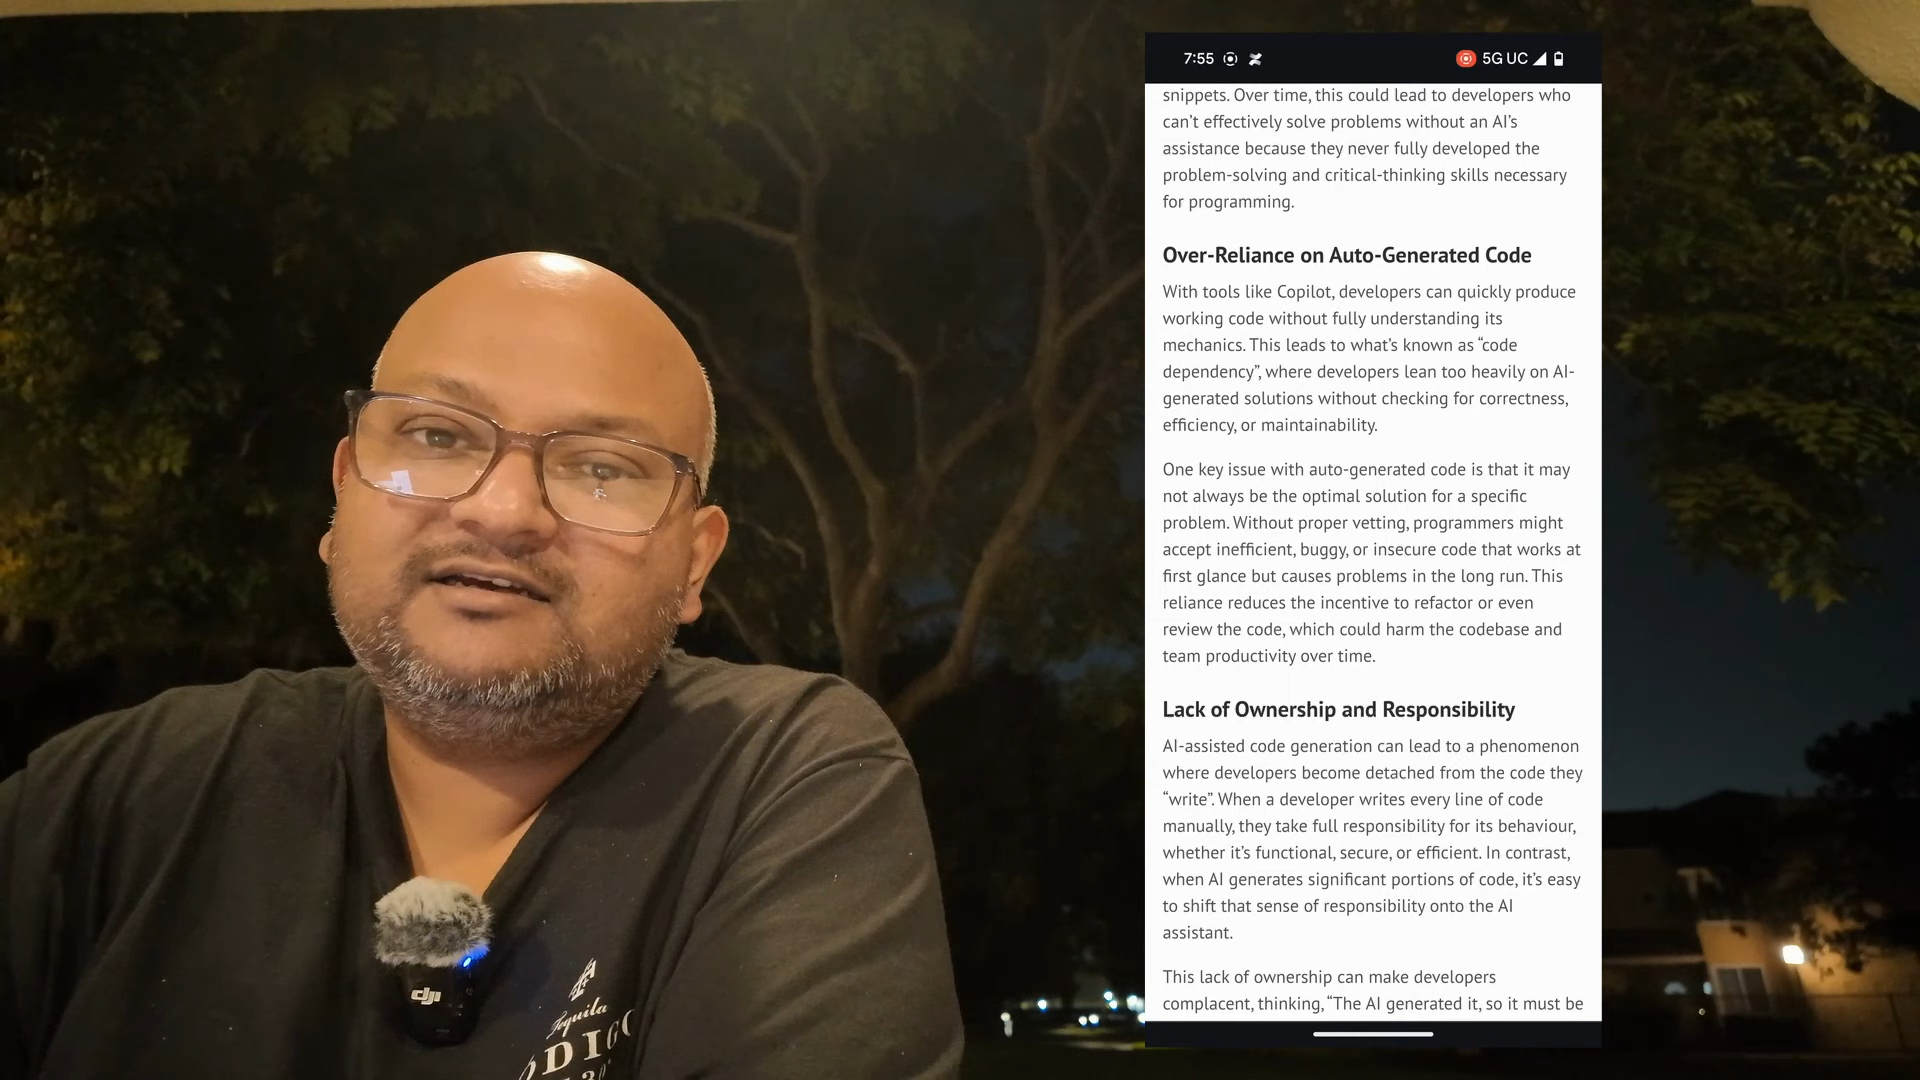 7:55
5G UC
snippets. Over time, this could lead to developers who
can’t effectively solve problems without an AI’s
assistance because they never fully developed the
problem-solving and critical-thinking skills necessary
for programming.
Over-Reliance on Auto-Generated Code
With tools like Copilot, developers can quickly produce
working code without fully understanding its
mechanics. This leads to what’s known as “code
dependency”, where developers lean too heavily on AI-
generated solutions without checking for correctness,
efficiency, or maintainability.
One key issue with auto-generated code is that it may
not always be the optimal solution for a specific
problem. Without proper vetting, programmers might
accept inefficient, buggy, or insecure code that works at
first glance but causes problems in the long run. This
reliance reduces the incentive to refactor or even
review the code, which could harm the codebase and
team productivity over time.
Lack of Ownership and Responsibility
AI-assisted code generation can lead to a phenomenon
where developers become detached from the code they
“write”. When a developer writes every line of code
manually, they take full responsibility for its behaviour,
whether it’s functional, secure, or efficient. In contrast,
when AI generates significant portions of code, it’s easy
to shift that sense of responsibility onto the AI
assistant.
This lack of ownership can make developers
complacent, thinking, “The AI generated it, so it must be
dji
Tequila